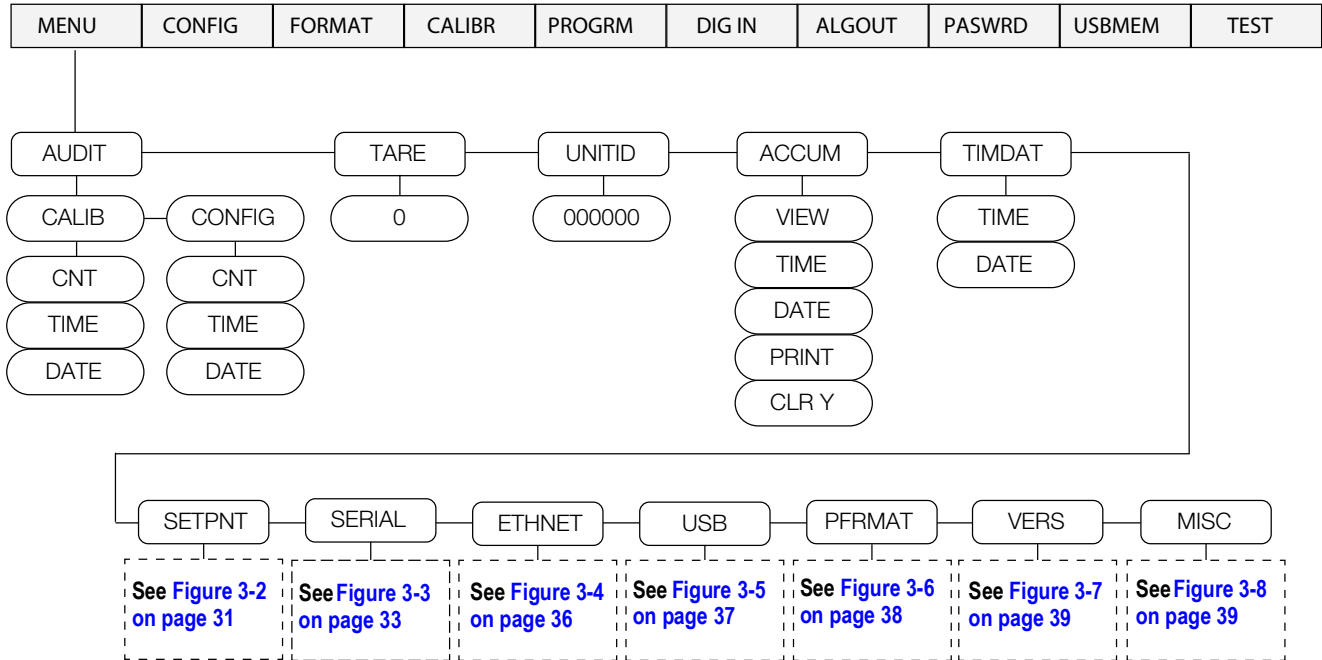 MENU CONFIG FORMAT CALIBR PROGRM DIG IN ALGOUT PASWRD USBMEM TEST
AUDIT TARE UNITID ACCUM TIMDAT
CALIB CONFIG 0 000000 VIEW TIME
CNT CNT TIME DATE
TIME TIME DATE
DATE DATE PRINT
CLR Y
SETPNT SERIAL ETHNET USB PFRMAT VERS MISC
See Figure 3-2
on page 31
See Figure 3-3
on page 33
See Figure 3-4
on page 36
See Figure 3-5
on page 37
See Figure 3-6
on page 38
See Figure 3-7
on page 39
See Figure 3-8
on page 39